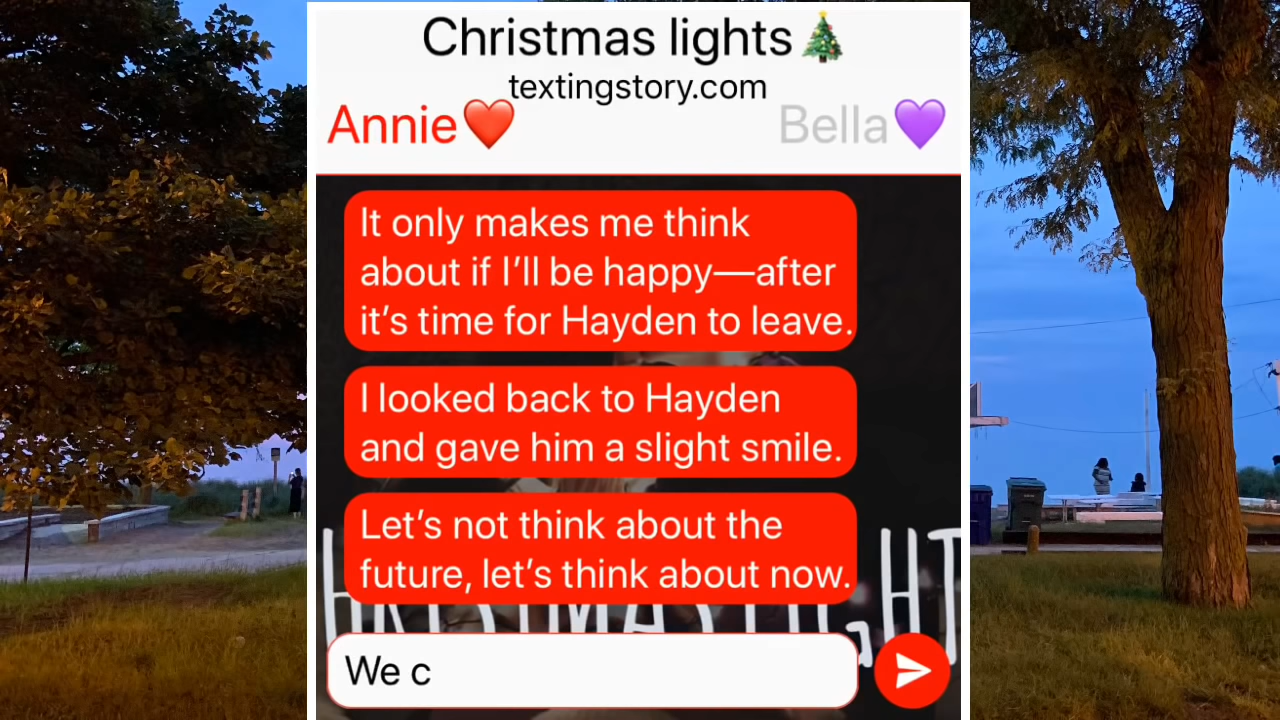 Christmas lights🎄
textingstory.com
Annie❤️
Bella💜
It only makes me think
about if I’ll be happy—after
it’s time for Hayden to leave.
I looked back to Hayden
and gave him a slight smile.
Let’s not think about the
future, let’s think about now.
CHRISTMAS LIGHT
We c